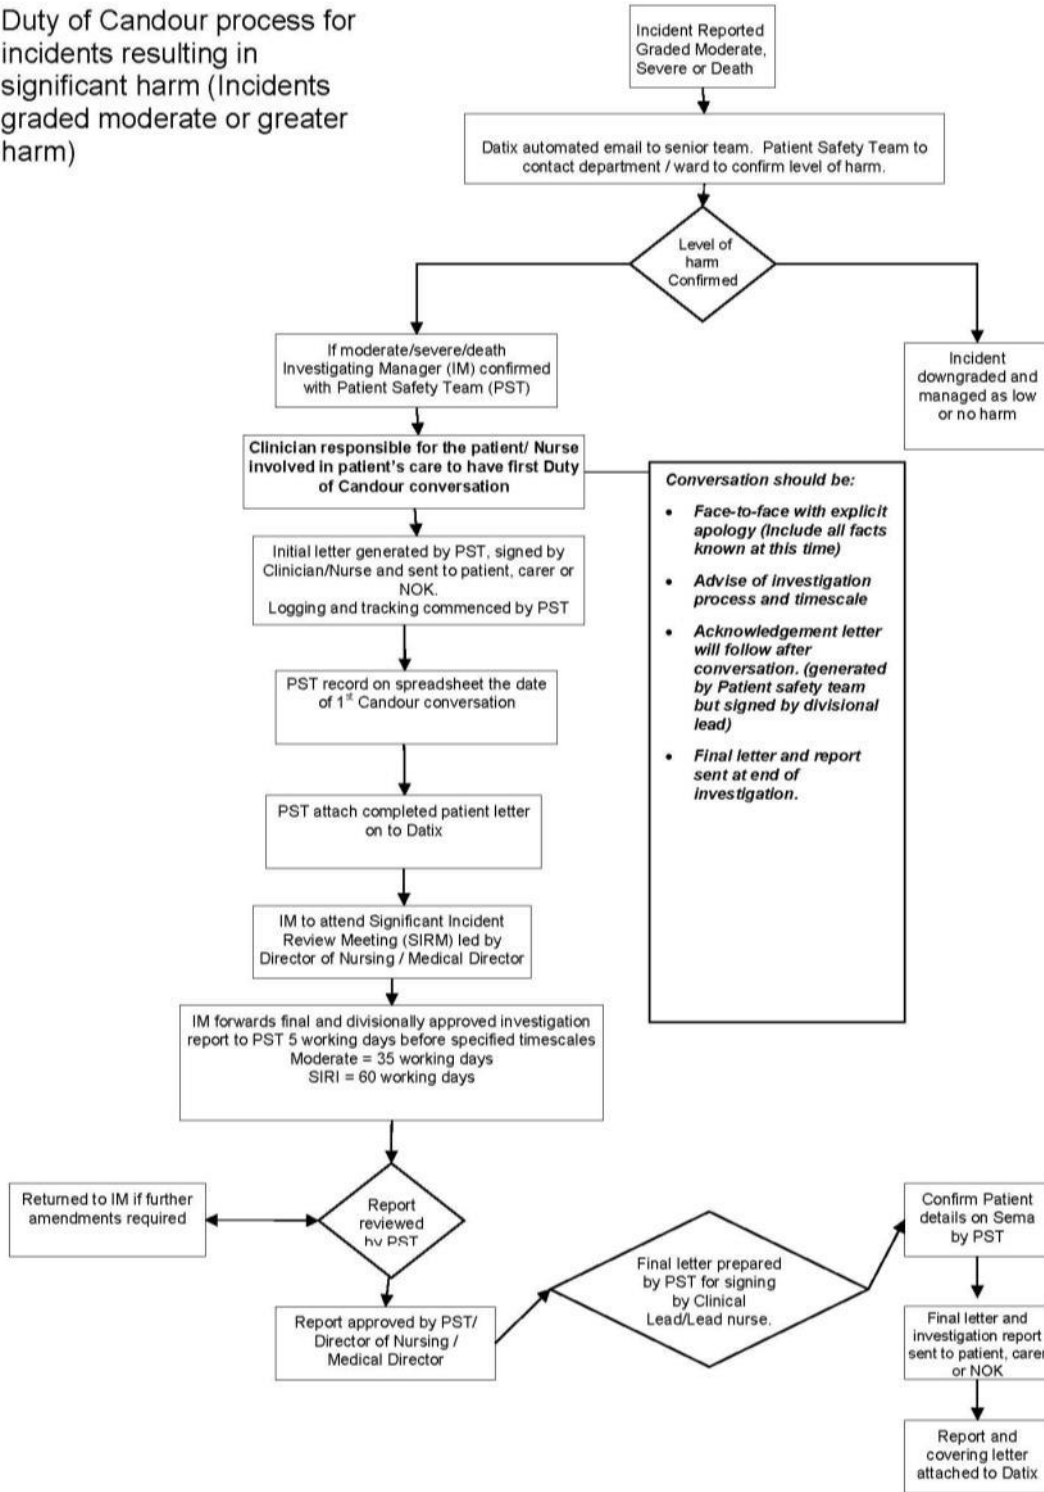 Duty of Candour process for
incidents resulting in
significant harm (Incidents
graded moderate or greater
harm)
Incident Reported
Graded Moderate,
Severe or Death
Datix automated email to senior team. Patient Safety Team to
contact department / ward to confirm level of harm.
Level of
harm
Confirmed
If moderate/severe/death
Investigating Manager (IM) confirmed
with Patient Safety Team (PST)
Incident
downgraded and
managed as low
or no harm
Clinician responsible for the patient/ Nurse
involved in patient's care to have first Duty
of Candour conversation
Conversation should be:
• Face-to-face with explicit
apology (Include all facts
known at this time)
• Advise of investigation
process and timescale
• Acknowledgement letter
will follow after
conversation. (generated
by Patient safety team
but signed by divisional
lead)
• Final letter and report
sent at end of
investigation.
Initial letter generated by PST, signed by
Clinician/Nurse and sent to patient, carer or
NOK.
Logging and tracking commenced by PST
PST record on spreadsheet the date
of 1st Candour conversation
PST attach completed patient letter
on to Datix
IM to attend Significant Incident
Review Meeting (SIRM) led by
Director of Nursing / Medical Director
IM forwards final and divisionally approved investigation
report to PST 5 working days before specified timescales
Moderate = 35 working days
SIRI = 60 working days
Returned to IM if further
amendments required
Report
reviewed
by PST
Report approved by PST/
Director of Nursing /
Medical Director
Final letter prepared
by PST for signing
by Clinical
Lead/Lead nurse.
Confirm Patient
details on Sema
by PST
Final letter and
investigation report
sent to patient, carer
or NOK
Report and
covering letter
attached to Datix